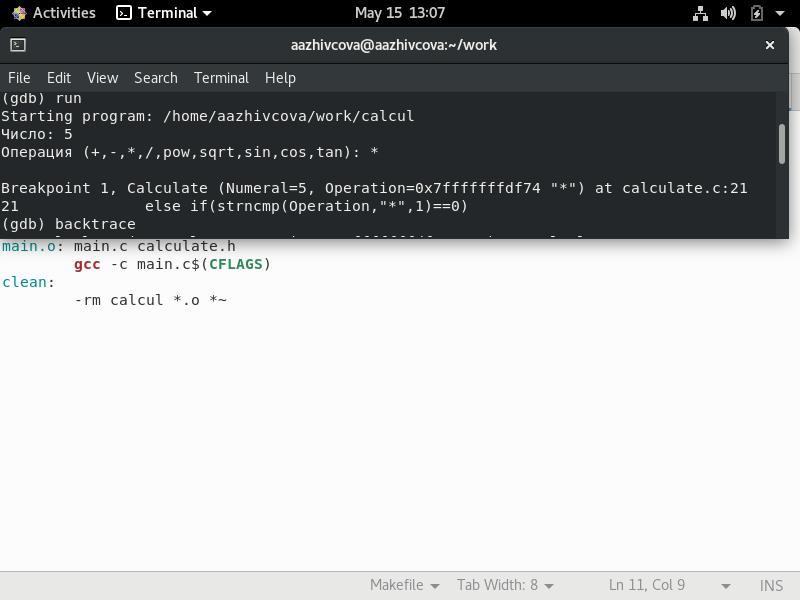 Activities Terminal May 15 13:07
aazhivcova@aazhivcova:~/work
File Edit View Search Terminal Help
(gdb) run
Starting program: /home/aazhivcova/work/calcul
Число: 5
Операция (+,-,*,/,pow,sqrt,sin,cos,tan): *
Breakpoint 1, Calculate (Numeral=5, Operation=0x7fffffffdf74 "*") at calculate.c:21
21 else if(strncmp(Operation,"*",1)==0)
(gdb) backtrace
main.o: main.c calculate.h
gcc -c main.c$(CFLAGS)
clean:
-rm calcul *.o *~
Makefile Tab Width: 8 Ln 11, Col 9 INS